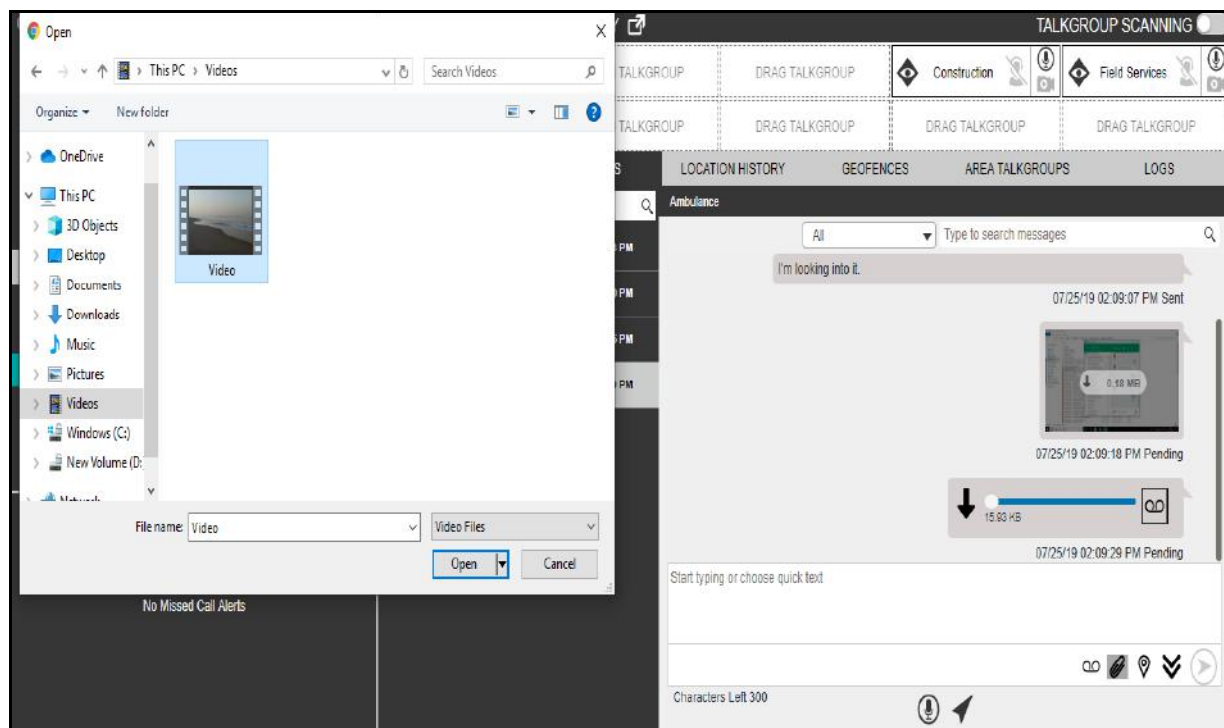 Open
This PC > Videos
Search Videos
Organize
New folder
OneDrive
This PC
3D Objects
Desktop
Documents
Downloads
Music
Pictures
Videos
Windows (C:)
New Volume (D:
Network
Video
File name: Video
Video Files
Open
Cancel
No Missed Call Alerts
TALKGROUP SCANNING
TALKGROUP
DRAG TALKGROUP
Construction
Field Services
TALKGROUP
DRAG TALKGROUP
DRAG TALKGROUP
DRAG TALKGROUP
S
LOCATION HISTORY
GEOFENCES
AREA TALKGROUPS
LOGS
PM
PM
PM
PM
Ambulance
All
Type to search messages
I'm looking into it.
07/25/19 02:09:07 PM Sent
0.18 MB
07/25/19 02:09:18 PM Pending
15.93 KB
07/25/19 02:09:29 PM Pending
Start typing or choose quick text
Characters Left 300